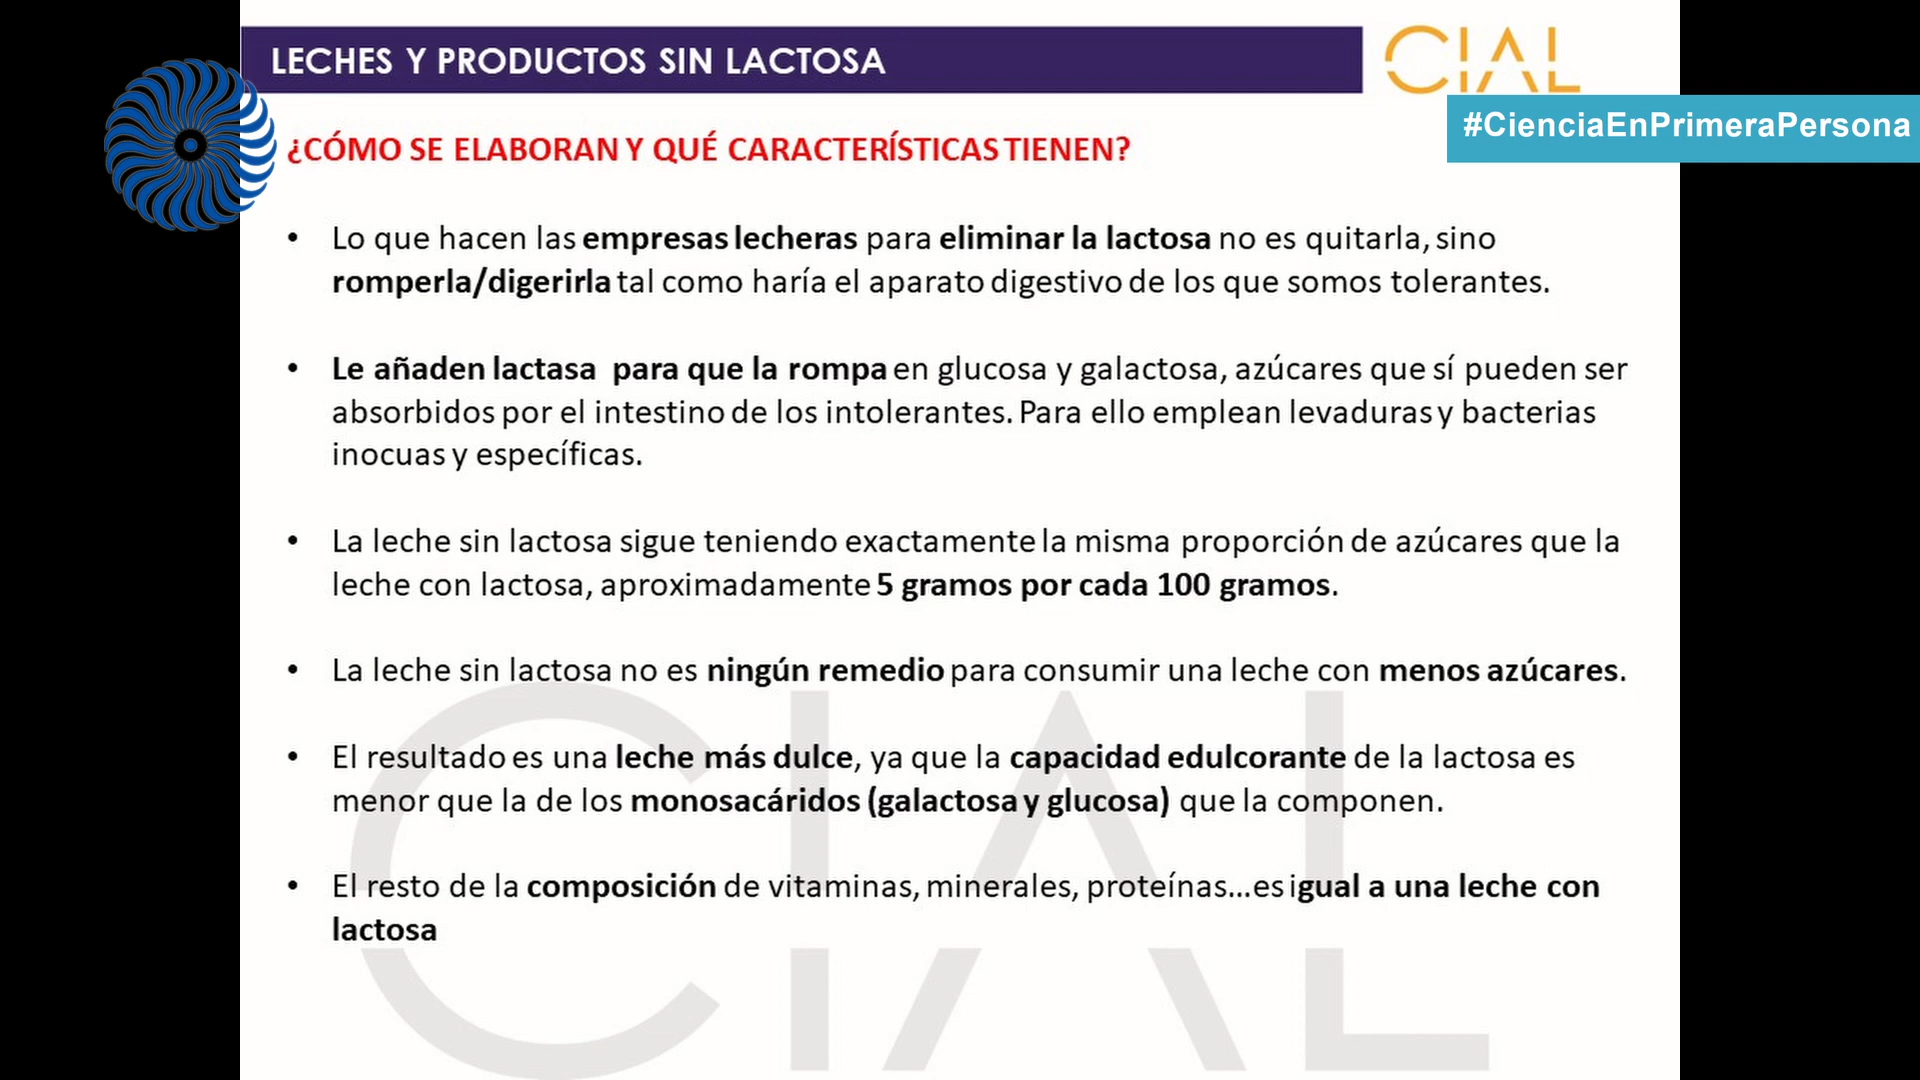 LECHES Y PRODUCTOS SIN LACTOSA
CIAL
#CienciaEnPrimeraPersona
¿CÓMO SE ELABORAN Y QUÉ CARACTERÍSTICAS TIENEN?
• Lo que hacen las empresas lecheras para eliminar la lactosa no es quitarla, sino
romperla/digerirla tal como haría el aparato digestivo de los que somos tolerantes.
• Le añaden lactasa para que la rompa en glucosa y galactosa, azúcares que sí pueden ser
absorbidos por el intestino de los intolerantes. Para ello emplean levaduras y bacterias
inocuas y específicas.
• La leche sin lactosa sigue teniendo exactamente la misma proporción de azúcares que la
leche con lactosa, aproximadamente 5 gramos por cada 100 gramos.
• La leche sin lactosa no es ningún remedio para consumir una leche con menos azúcares.
• El resultado es una leche más dulce, ya que la capacidad edulcorante de la lactosa es
menor que la de los monosacáridos (galactosa y glucosa) que la componen.
• El resto de la composición de vitaminas, minerales, proteínas...es igual a una leche con
lactosa
CIAL